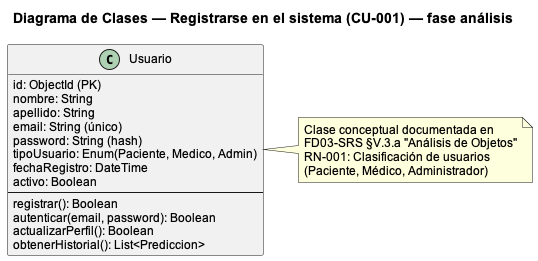 Diagrama de Clases — Registrarse en el sistema (CU-001) — fase análisis
C Usuario
id: ObjectId (PK)
nombre: String
apellido: String
email: String (único)
password: String (hash)
tipoUsuario: Enum(Paciente, Medico, Admin)
fechaRegistro: DateTime
activo: Boolean
registrar(): Boolean
autenticar(email, password): Boolean
actualizarPerfil(): Boolean
obtenerHistorial(): List<Prediccion>
Clase conceptual documentada en
FD03-SRS §V.3.a "Análisis de Objetos"
RN-001: Clasificación de usuarios
(Paciente, Médico, Administrador)